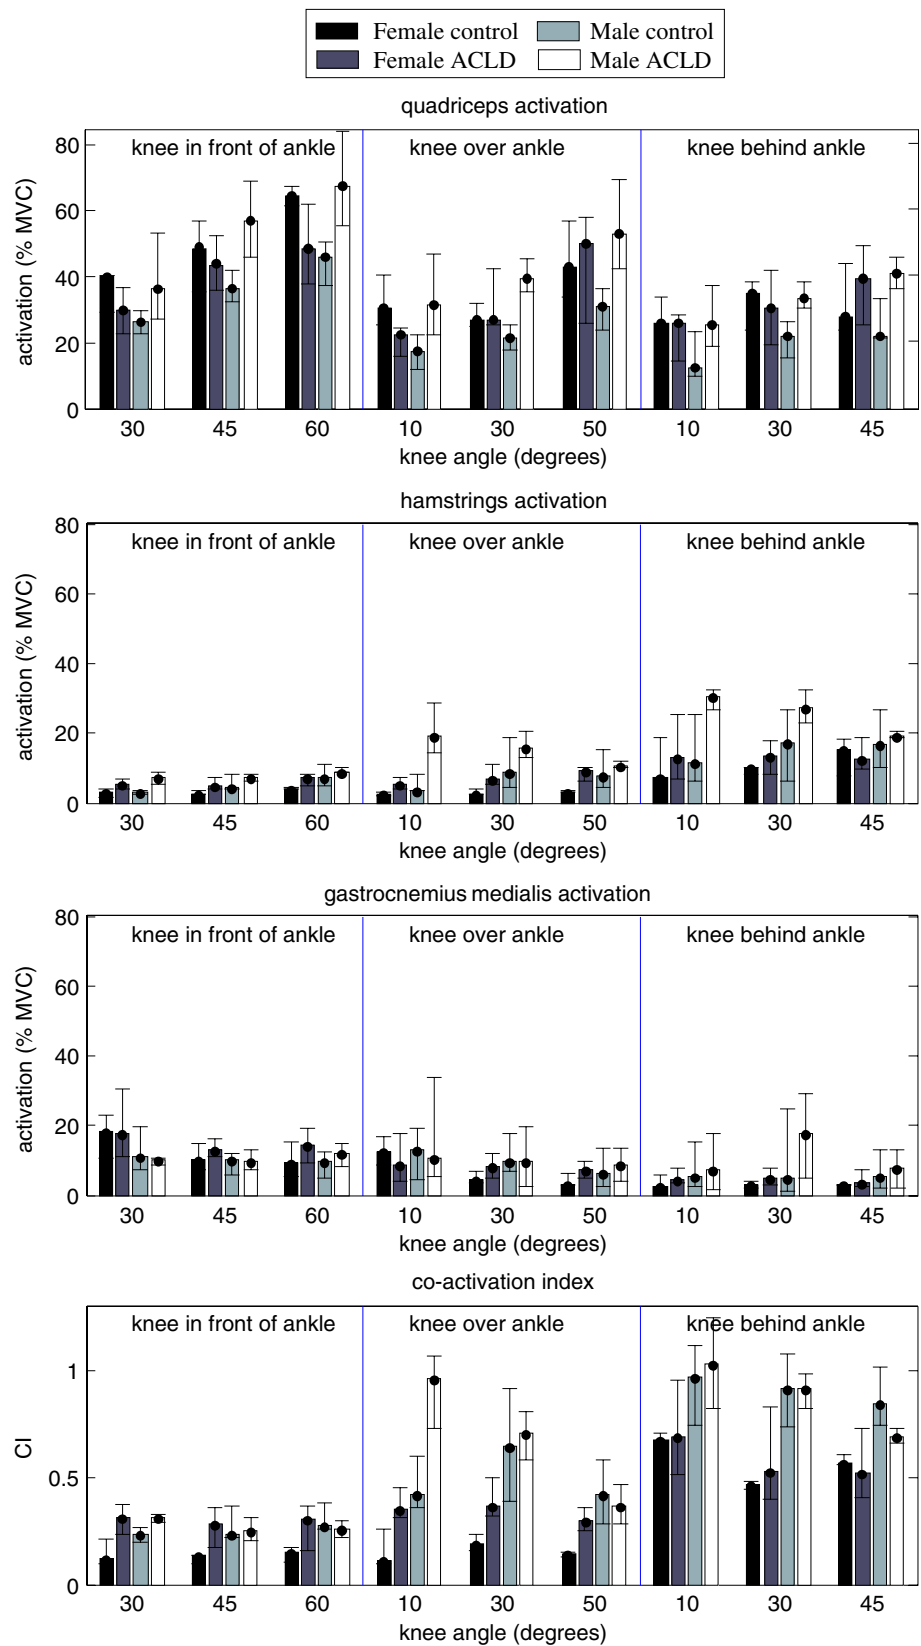 Female control Male control
Female ACLD Male ACLD
quadriceps activation
knee in front of ankle knee over ankle knee behind ankle
activation (% MVC)
80
60
40
20
0
30 45 60 10 30 50 10 30 45
knee angle (degrees)
hamstrings activation
knee in front of ankle knee over ankle knee behind ankle
activation (% MVC)
80
60
40
20
0
30 45 60 10 30 50 10 30 45
knee angle (degrees)
gastrocnemius medialis activation
knee in front of ankle knee over ankle knee behind ankle
activation (% MVC)
80
60
40
20
0
30 45 60 10 30 50 10 30 45
knee angle (degrees)
co-activation index
knee in front of ankle knee over ankle knee behind ankle
CI
1
0.5
0
30 45 60 10 30 50 10 30 45
knee angle (degrees)